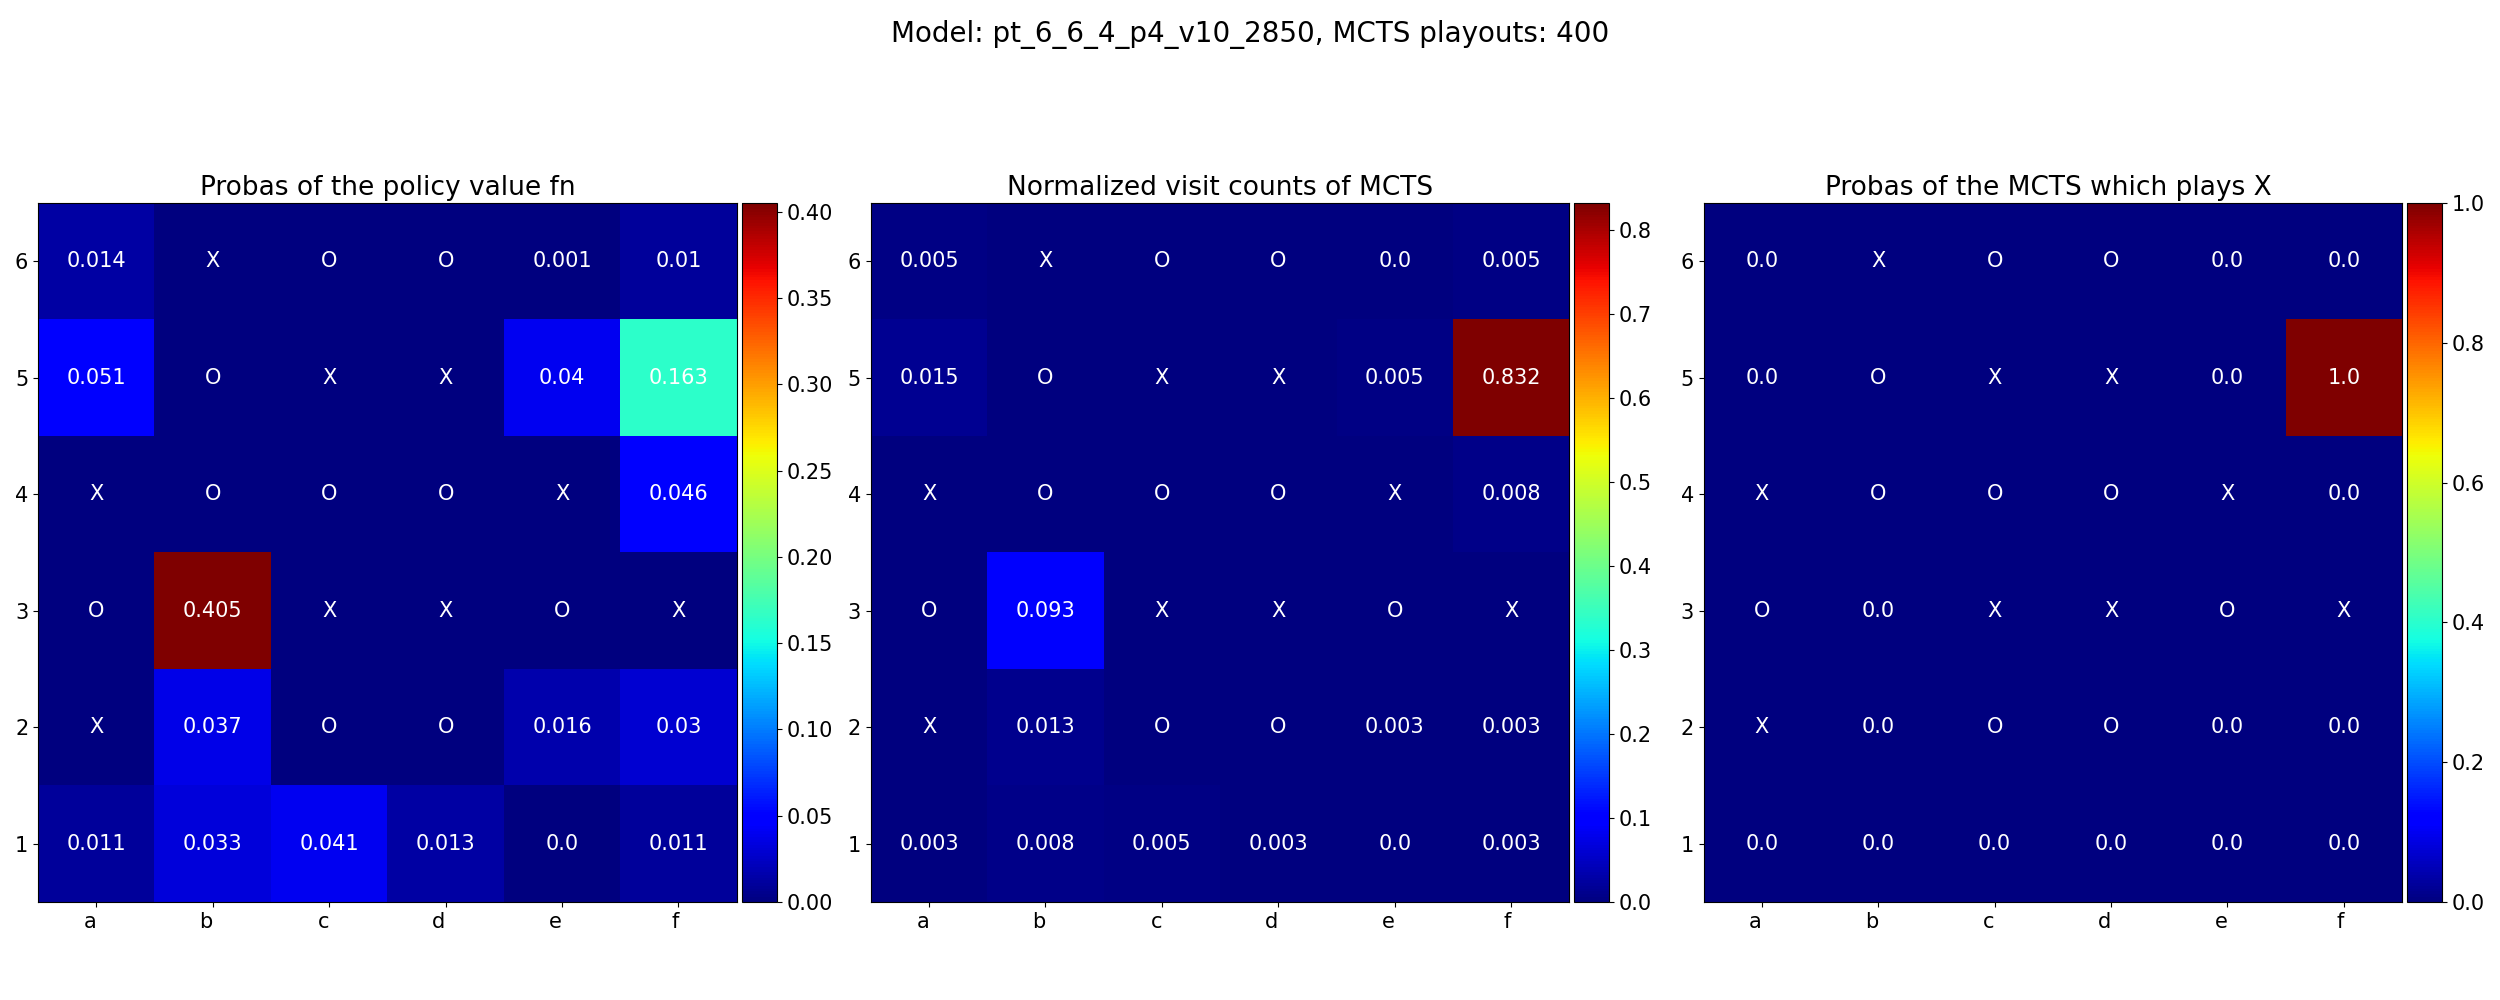 Model: pt_6_6_4_p4_v10_2850, MCTS playouts: 400
Probas of the policy value fn
6 0.014 X O O 0.001 0.01
5 0.051 O X X 0.04 0.163
4 X O O O X 0.046
3 O 0.405 X X O X
2 X 0.037 O O 0.016 0.03
1 0.011 0.033 0.041 0.013 0.0 0.011
a b c d e f
0.40
0.35
0.30
0.25
0.20
0.15
0.10
0.05
0.00
Normalized visit counts of MCTS
6 0.005 X O O 0.0 0.005
5 0.015 O X X 0.005 0.832
4 X O O O X 0.008
3 O 0.093 X X O X
2 X 0.013 O O 0.003 0.003
1 0.003 0.008 0.005 0.003 0.0 0.003
a b c d e f
0.8
0.7
0.6
0.5
0.4
0.3
0.2
0.1
0.0
Probas of the MCTS which plays X
6 0.0 X O O 0.0 0.0
5 0.0 O X X 0.0 1.0
4 X O O O X 0.0
3 O 0.0 X X O X
2 X 0.0 O O 0.0 0.0
1 0.0 0.0 0.0 0.0 0.0 0.0
a b c d e f
1.0
0.8
0.6
0.4
0.2
0.0